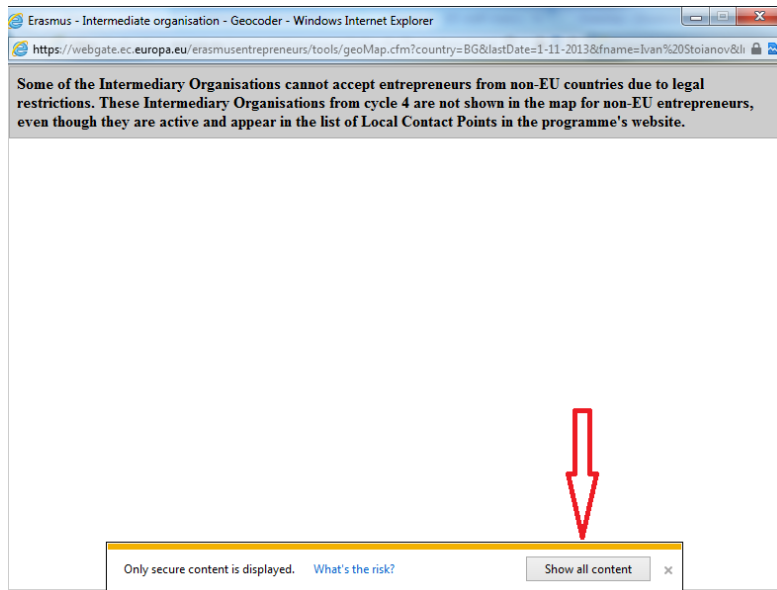 Erasmus - Intermediate organisation - Geocoder - Windows Internet Explorer
https://webgate.ec.europa.eu/erasmusentrepreneurs/tools/geoMap.cfm?country=BG&lastDate=1-11-2013&fname=Ivan%20Stoianov&l
Some of the Intermediary Organisations cannot accept entrepreneurs from non-EU countries due to legal
restrictions. These Intermediary Organisations from cycle 4 are not shown in the map for non-EU entrepreneurs,
even though they are active and appear in the list of Local Contact Points in the programme's website.
Only secure content is displayed. What's the risk? Show all content